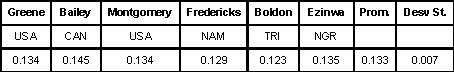 Greene Bailey Montgomery Fredericks Boldon Ezinwa Prom. Desv St.
USA CAN USA NAM TRI NGR
0.134 0.145 0.134 0.129 0.123 0.135 0.133 0.007